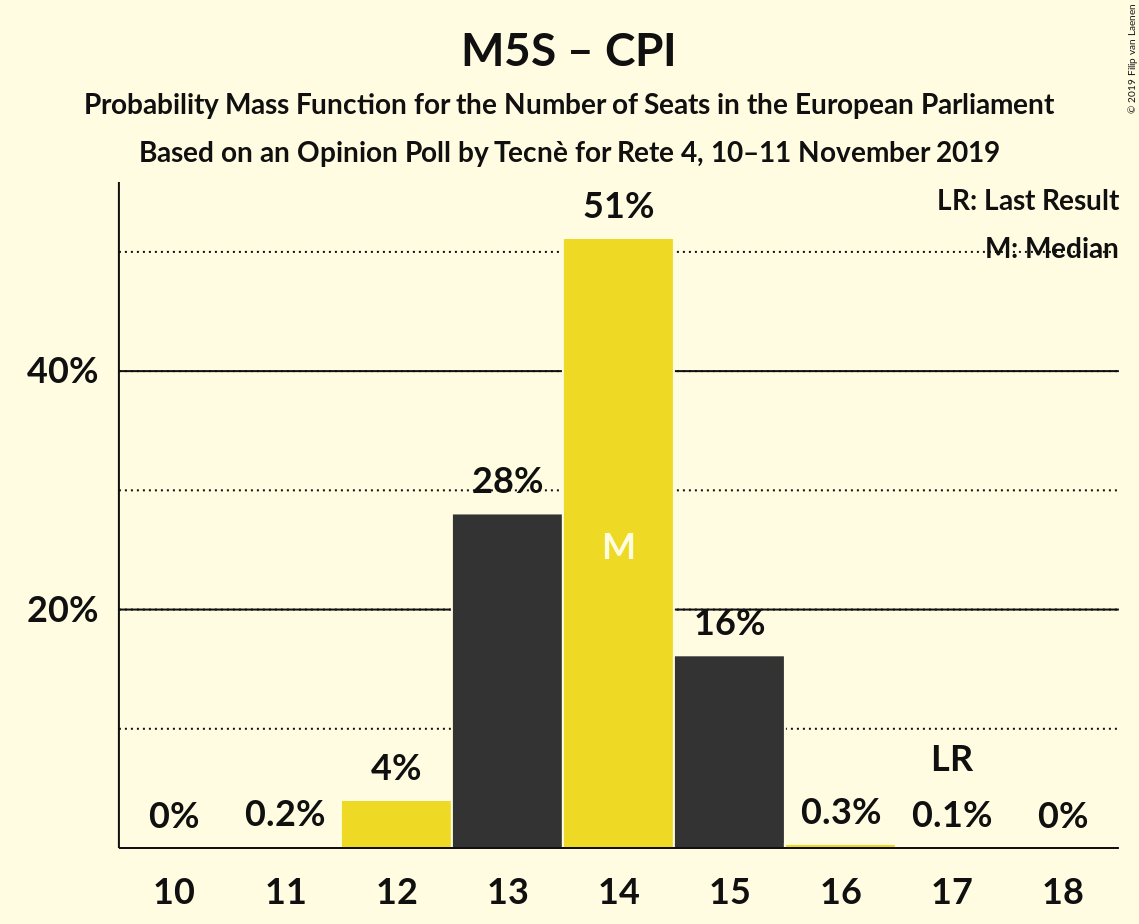 M5S – CPI
Probability Mass Function for the Number of Seats in the European Parliament
Based on an Opinion Poll by Tecnè for Rete 4, 10–11 November 2019
© 2019 Filip van Laenen
LR: Last Result
M: Median
51%
40%
28%
M
20%
16%
LR
4%
0%
0.2%
0.3%
0.1%
0%
10 11 12 13 14 15 16 17 18